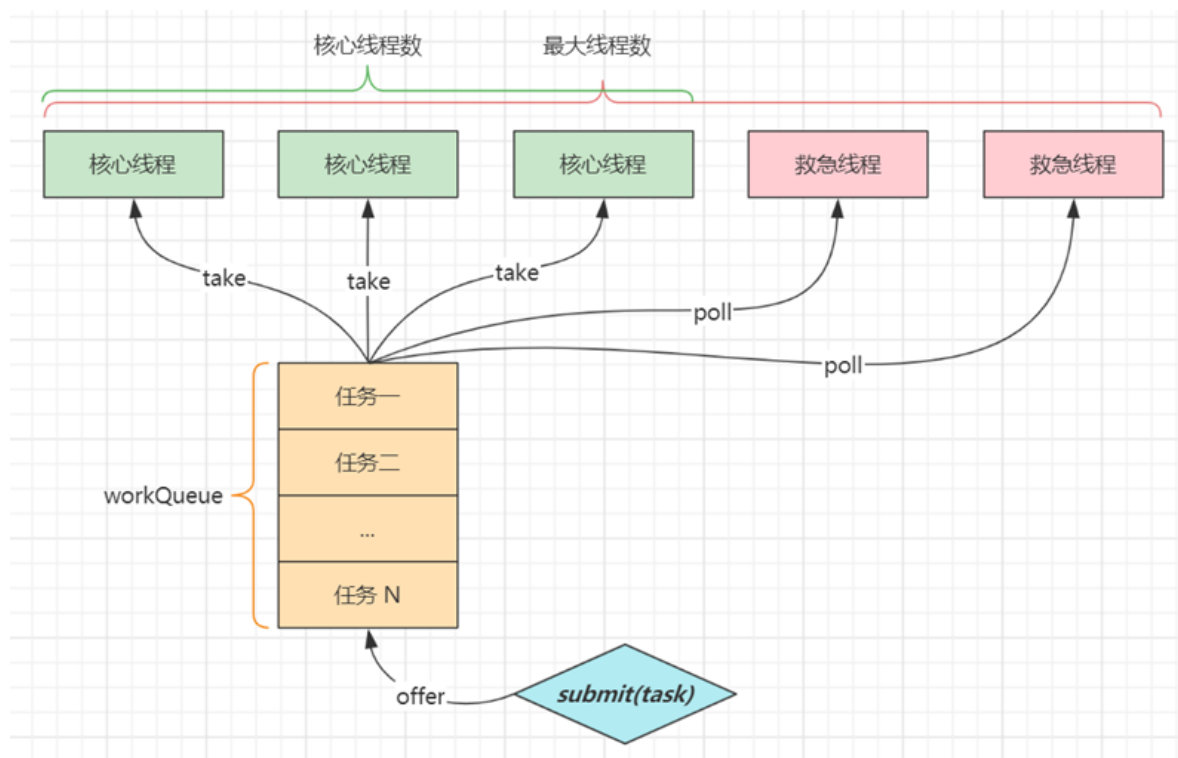 核心线程数
最大线程数
核心线程
核心线程
核心线程
救急线程
救急线程
take
take
take
poll
poll
任务一
任务二
...
任务 N
workQueue
offer
submit(task)